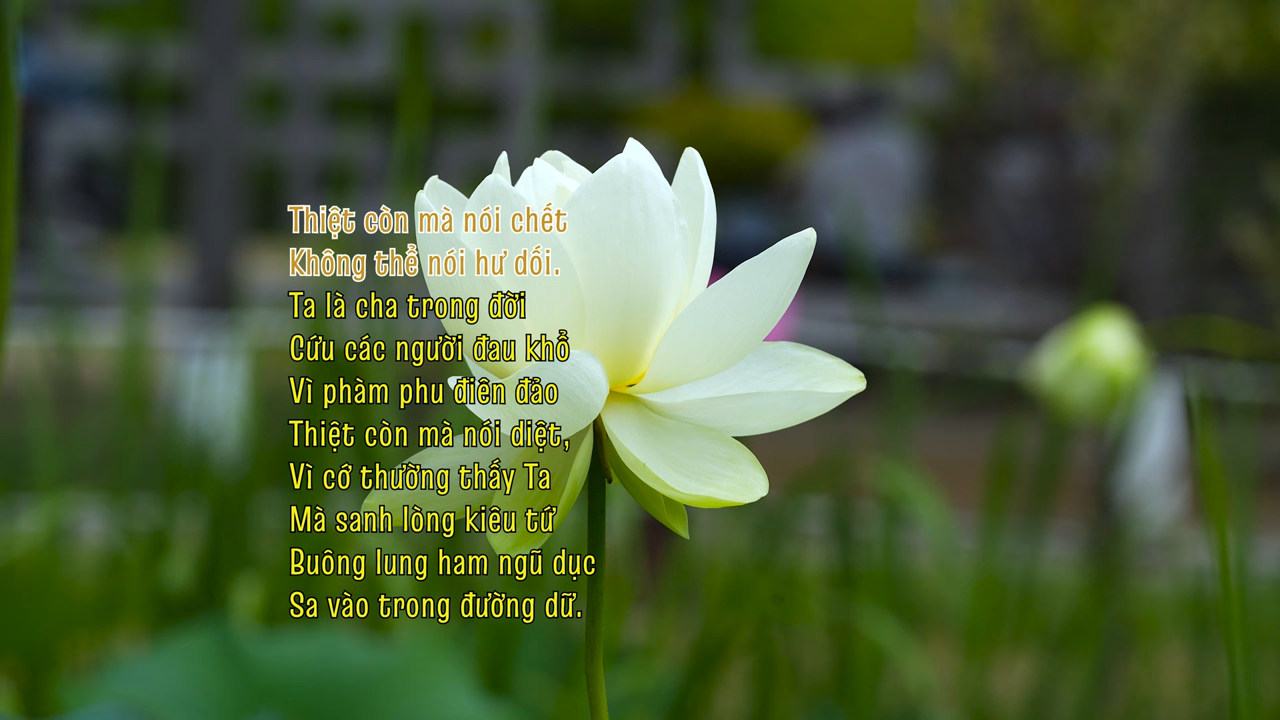 Thiệt còn mà nói chết
Không thể nói hư dối.
Ta là cha trong đời
Cứu các người đau khổ
Vì phàm phu điên đảo
Thiệt còn mà nói diệt,
Vì cớ thường thấy Ta
Mà sanh lòng kiêu tứ
Buông lung ham ngũ dục
Sa vào trong đường dữ.